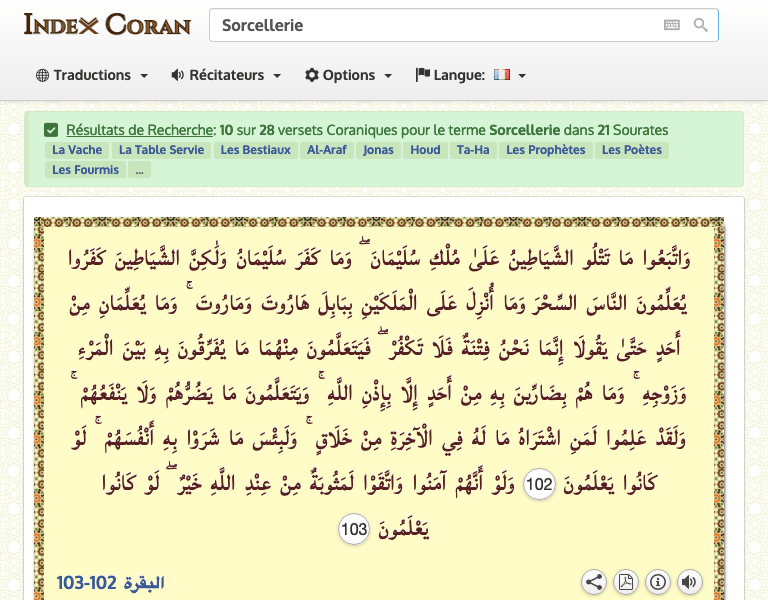 INDEX CORAN
Sorcellerie
Traductions Récitateurs Options Langue:
Résultats de Recherche: 10 sur 28 versets Coraniques pour le terme Sorcellerie dans 21 Sourates
La Vache La Table Servie Les Bestiaux Al-Araf Jonas Houd Ta-Ha Les Prophètes Les Poètes
Les Fourmis ...
وَاتَّبَعُوا مَا تَتْلُو الشَّيَاطِينُ عَلَىٰ مُلْكِ سُلَيْمَانَ ۖ وَمَا كَفَرَ سُلَيْمَانُ وَلَٰكِنَّ الشَّيَاطِينَ كَفَرُوا
يُعَلِّمُونَ النَّاسَ السِّحْرَ وَمَا أُنْزِلَ عَلَى الْمَلَكَيْنِ بِبَابِلَ هَارُوتَ وَمَارُوتَ ۚ وَمَا يُعَلِّمَانِ مِنْ
أَحَدٍ حَتَّىٰ يَقُولَا إِنَّمَا نَحْنُ فِتْنَةٌ فَلَا تَكْفُرْ ۖ فَيَتَعَلَّمُونَ مِنْهُمَا مَا يُفَرِّقُونَ بِهِ بَيْنَ الْمَرْءِ
وَزَوْجِهِ ۚ وَمَا هُمْ بِضَارِّينَ بِهِ مِنْ أَحَدٍ إِلَّا بِإِذْنِ اللَّهِ ۚ وَيَتَعَلَّمُونَ مَا يَضُرُّهُمْ وَلَا يَنْفَعُهُمْ ۚ
وَلَقَدْ عَلِمُوا لَمَنِ اشْتَرَاهُ مَا لَهُ فِي الْآخِرَةِ مِنْ خَلَاقٍ ۚ وَلَبِئْسَ مَا شَرَوْا بِهِ أَنْفُسَهُمْ ۚ لَوْ
كَانُوا يَعْلَمُونَ 102 وَلَوْ أَنَّهُمْ آمَنُوا وَاتَّقَوْا لَمَثُوبَةٌ مِنْ عِنْدِ اللَّهِ خَيْرٌ ۖ لَوْ كَانُوا
يَعْلَمُونَ 103
البقرة 102-103